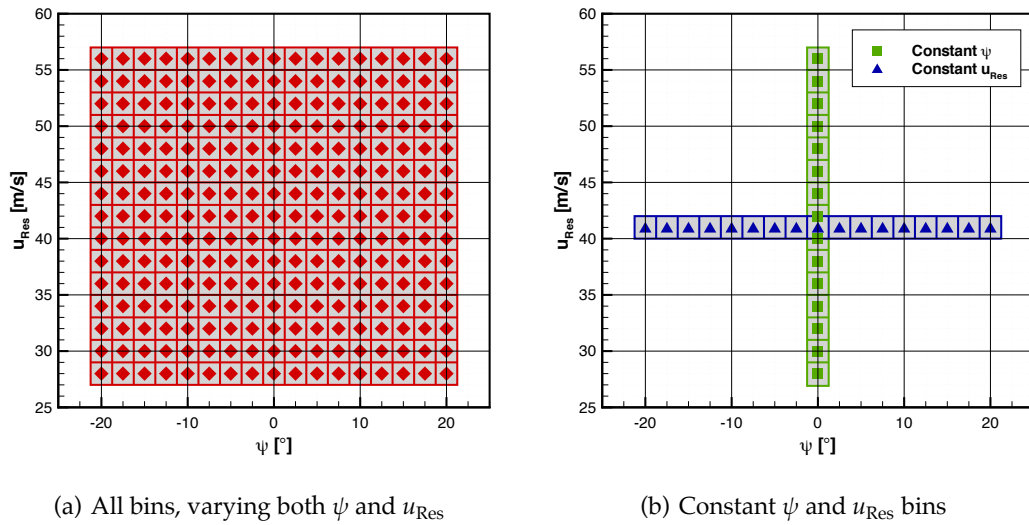 60
55
50
45
40
35
30
25
u_Res [m/s]
-20 -10 0 10 20
ψ [°]
(a) All bins, varying both ψ and u_Res
60
55
50
45
40
35
30
25
u_Res [m/s]
Constant ψ
Constant u_Res
-20 -10 0 10 20
ψ [°]
(b) Constant ψ and u_Res bins